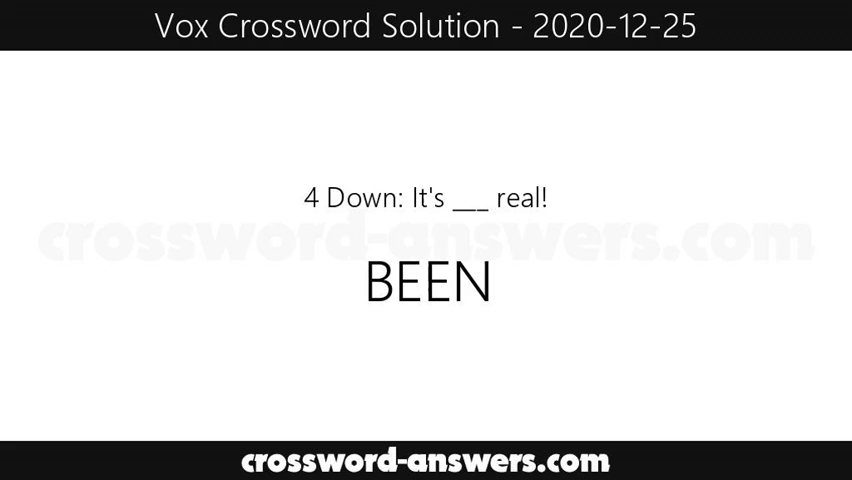 Vox Crossword Solution - 2020-12-25
4 Down: It's ___ real!
crossword-answers.com
BEEN
crossword-answers.com